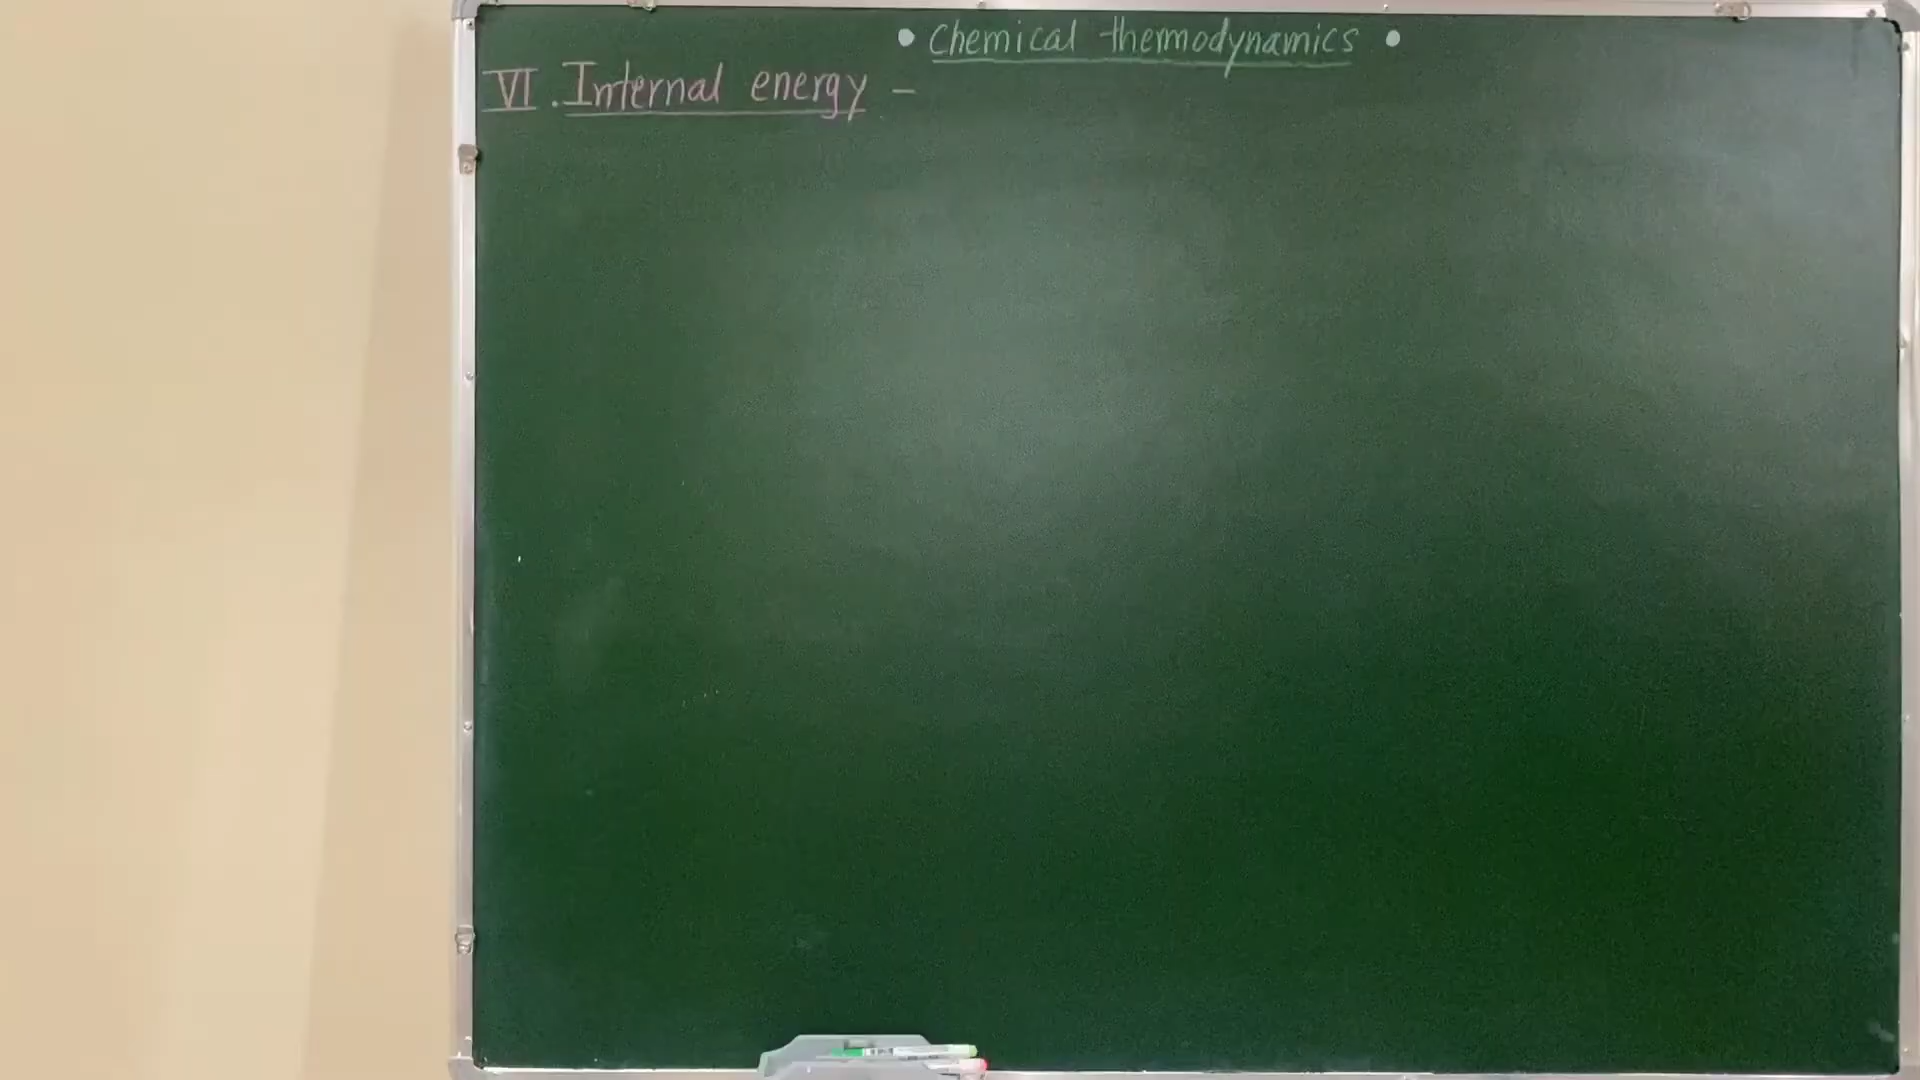 • Chemical thermodynamics •
VI. Internal energy -